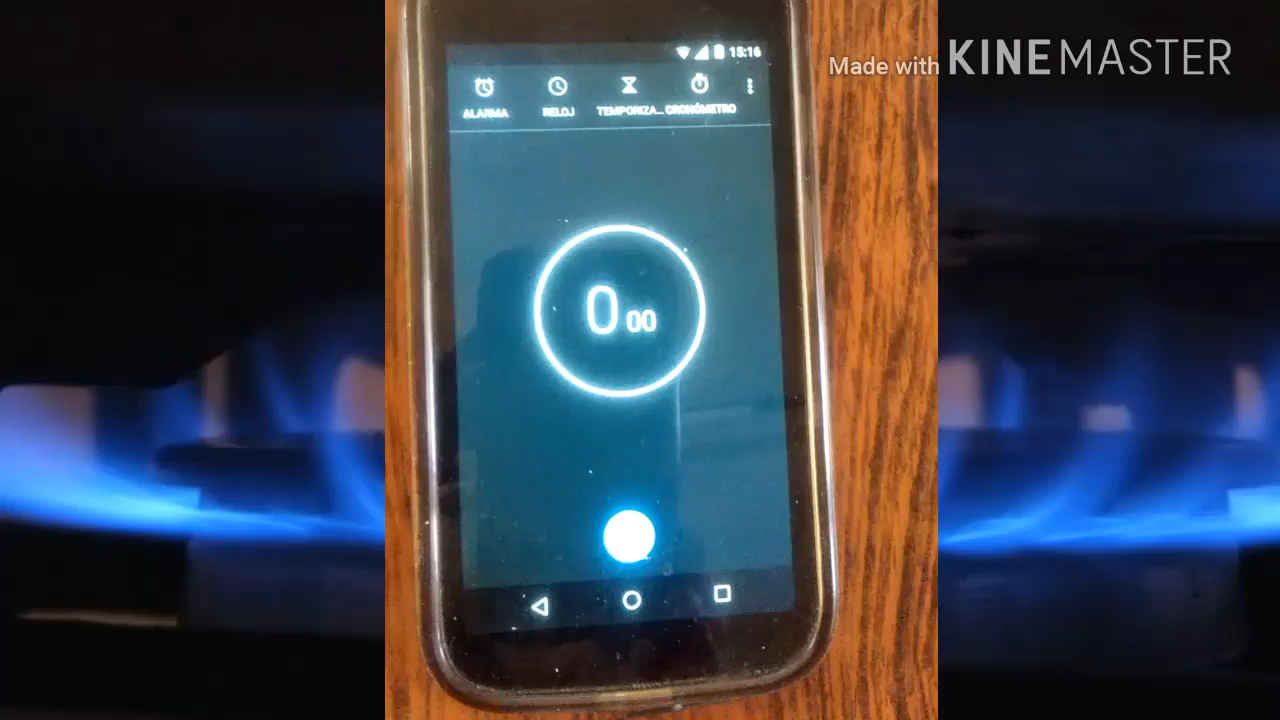 15:16
Made with KINEMASTER
ALARMA RELOJ TEMPORIZA... CRONÓMETRO
0 00